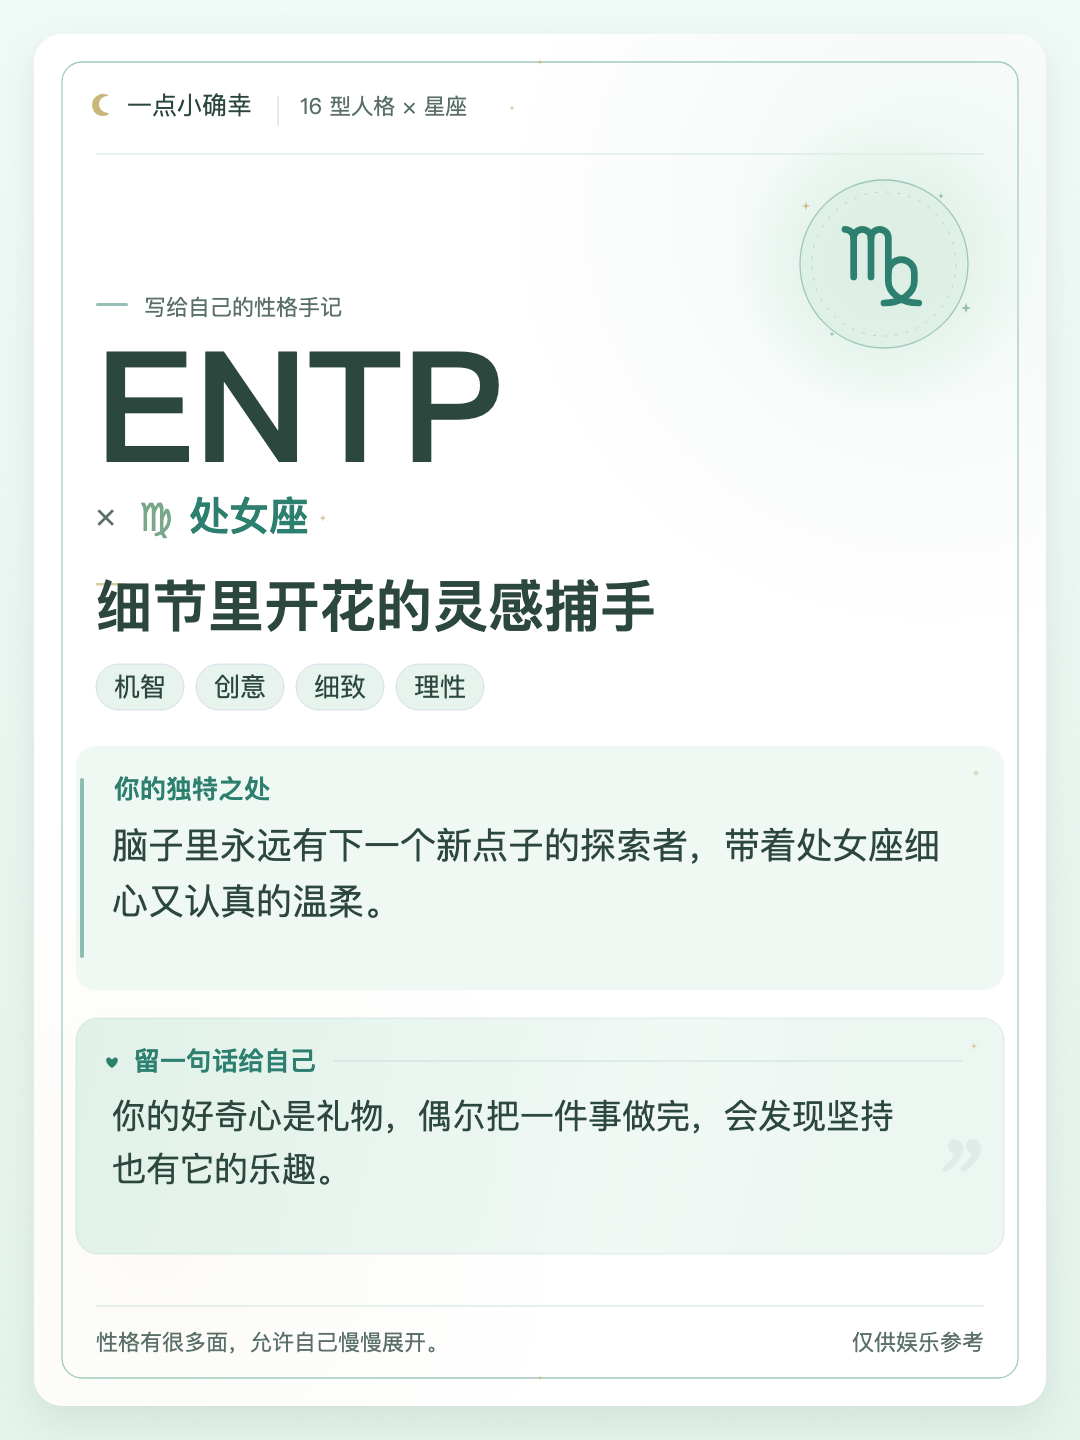 一点小确幸
16 型人格 × 星座
写给自己的性格手记
ENTP
× ♍ 处女座
细节里开花的灵感捕手
机智 创意 细致 理性
你的独特之处
脑子里永远有下一个新点子的探索者，带着处女座细
心又认真的温柔。
留一句话给自己
你的好奇心是礼物，偶尔把一件事做完，会发现坚持
也有它的乐趣。
”
性格有很多面，允许自己慢慢展开。
仅供娱乐参考